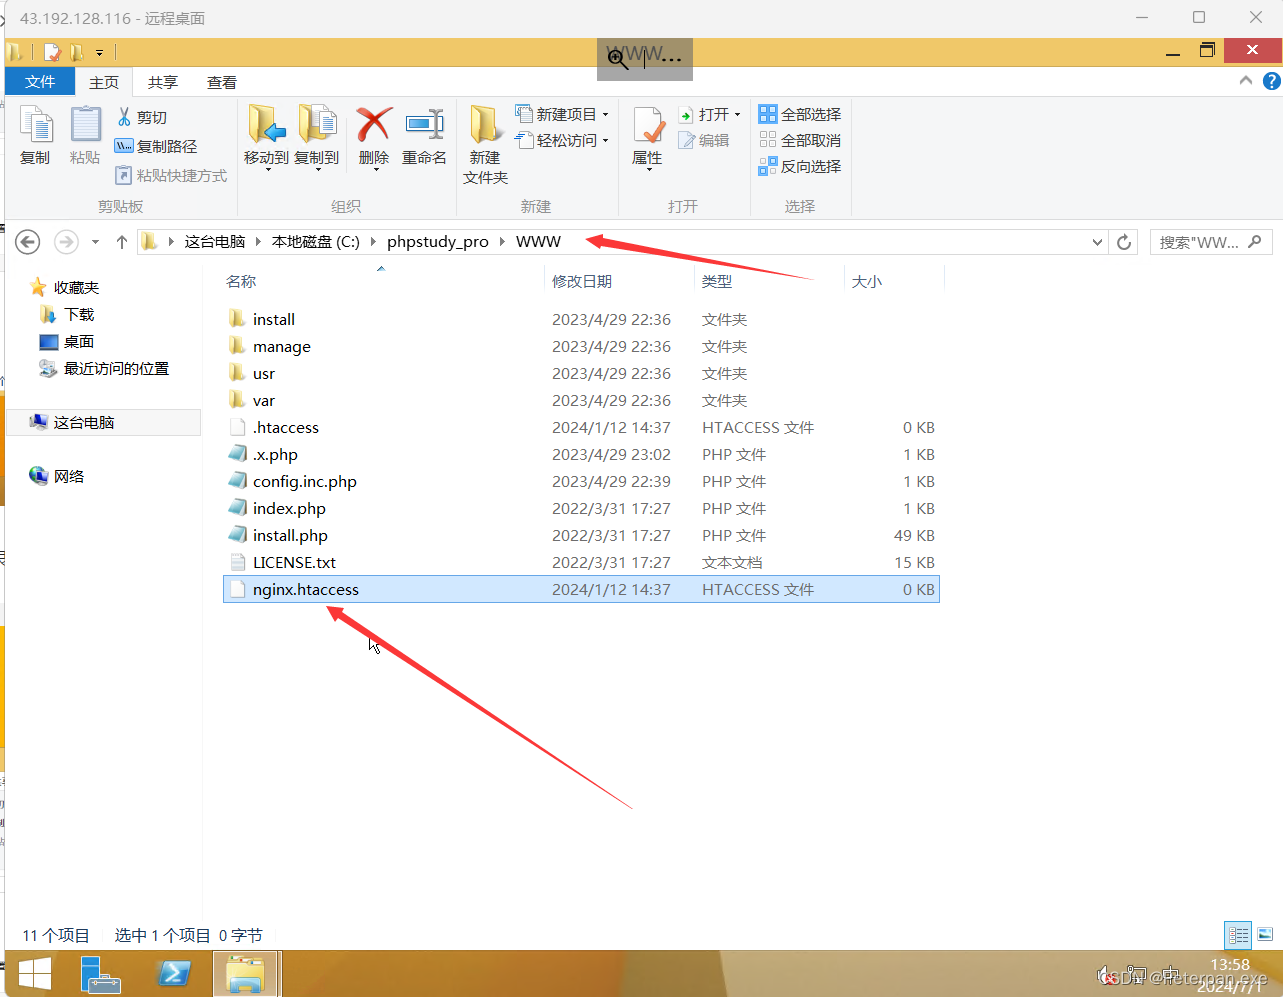 43.192.128.116 - 远程桌面
WWW
文件 主页 共享 查看
复制
粘贴
剪切
复制路径
粘贴快捷方式
剪贴板
移动到
复制到
删除
重命名
组织
新建
文件夹
新建项目
轻松访问
新建
属性
打开
编辑
打开
全部选择
全部取消
反向选择
选择
这台电脑 本地磁盘 (C:) phpstudy_pro WWW
搜索"WW...
收藏夹
下载
桌面
最近访问的位置
这台电脑
网络
名称 修改日期 类型 大小
install 2023/4/29 22:36 文件夹
manage 2023/4/29 22:36 文件夹
usr 2023/4/29 22:36 文件夹
var 2023/4/29 22:36 文件夹
.htaccess 2024/1/12 14:37 HTACCESS 文件 0 KB
.x.php 2023/4/29 23:02 PHP 文件 1 KB
config.inc.php 2023/4/29 22:39 PHP 文件 1 KB
index.php 2022/3/31 17:27 PHP 文件 1 KB
install.php 2022/3/31 17:27 PHP 文件 49 KB
LICENSE.txt 2022/3/31 17:27 文本文档 15 KB
nginx.htaccess 2024/1/12 14:37 HTACCESS 文件 0 KB
11 个项目 选中 1 个项目 0 字节
中
13:58
2024/7/1
CSDN @Peterpan.exe